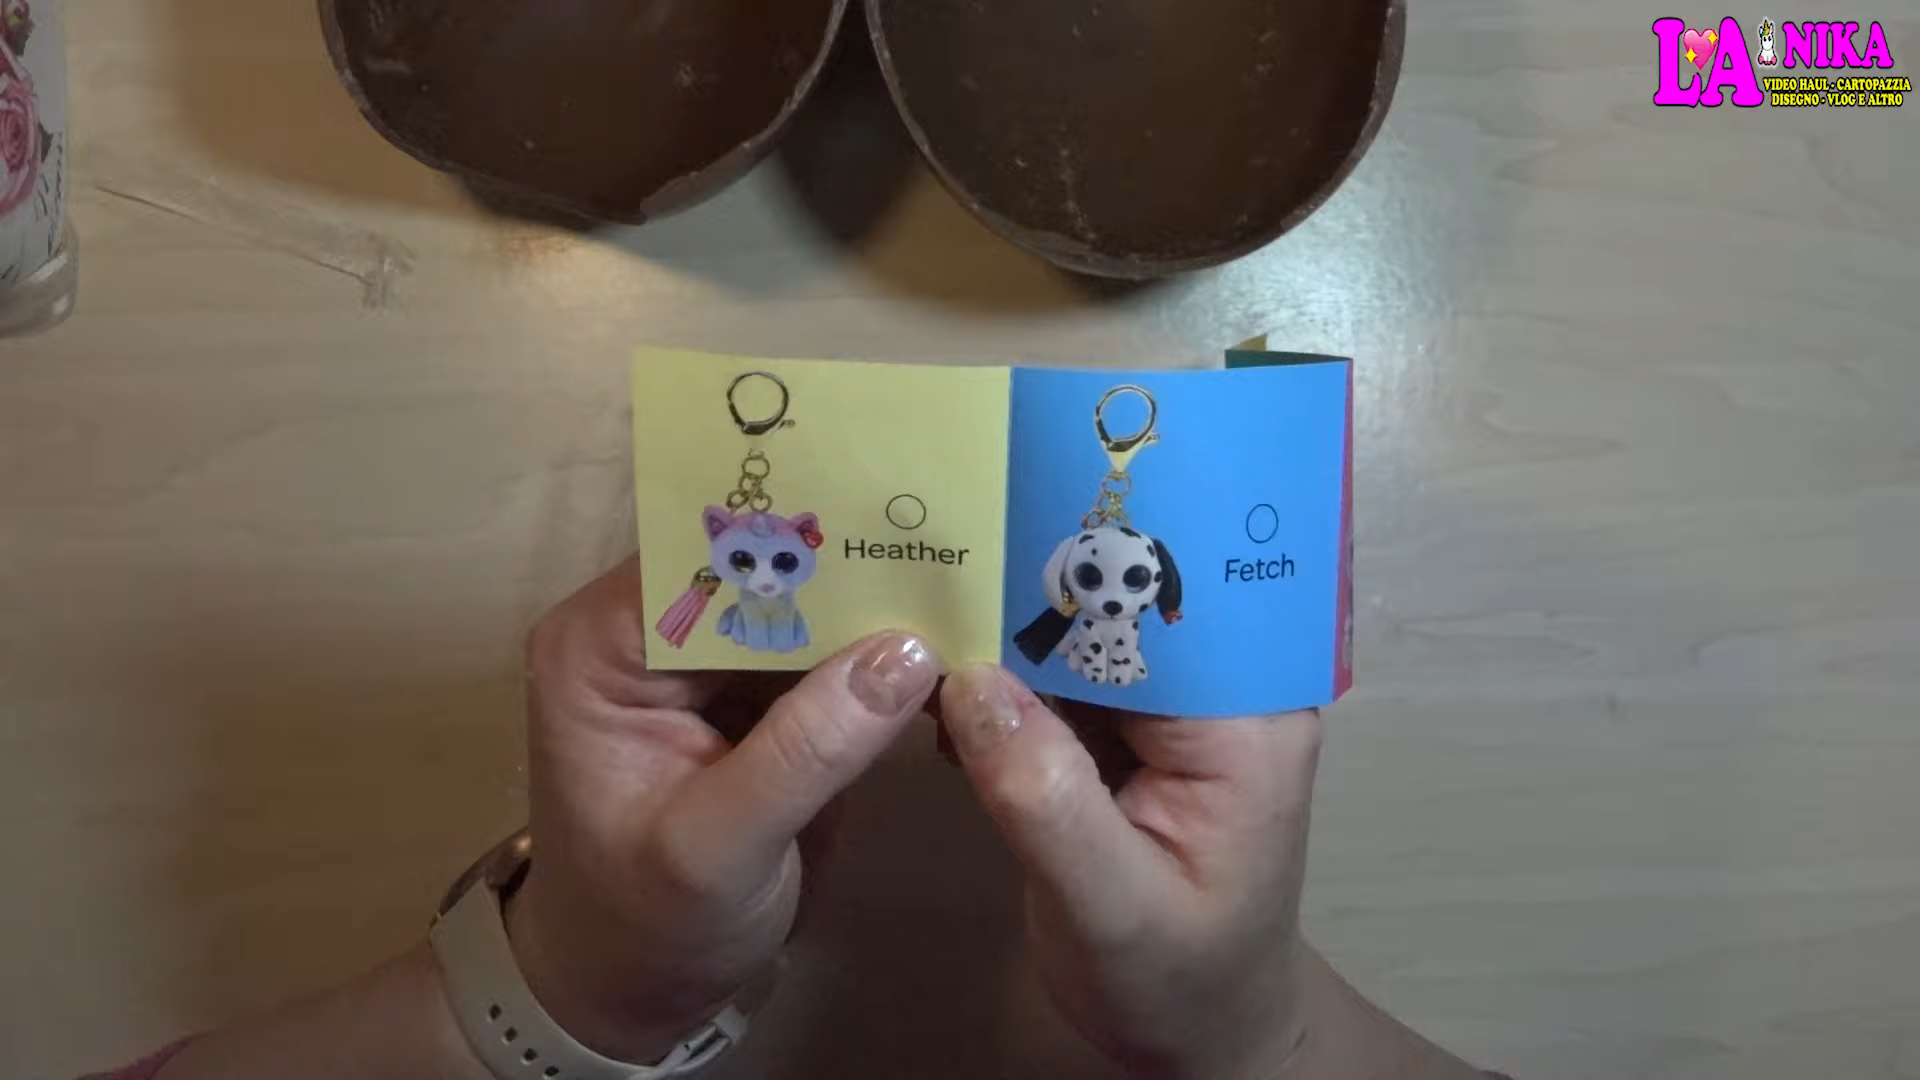 LA NIKA
VIDEO HAUL - CARTOPAZZIA
DISEGNO - VLOG E ALTRO
Heather
Fetch